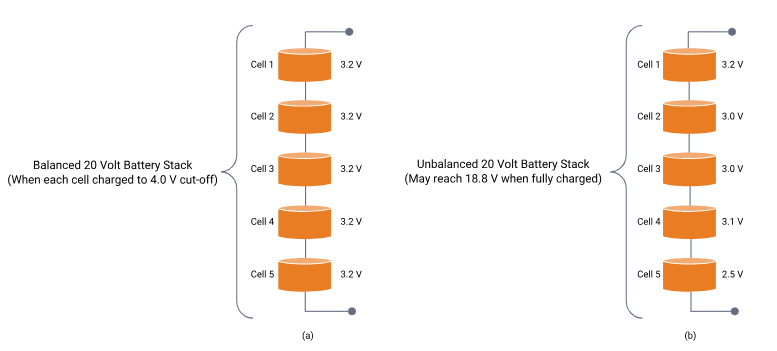 Balanced 20 Volt Battery Stack
(When each cell charged to 4.0 V cut-off)
Cell 1 3.2 V
Cell 2 3.2 V
Cell 3 3.2 V
Cell 4 3.2 V
Cell 5 3.2 V
(a)
Unbalanced 20 Volt Battery Stack
(May reach 18.8 V when fully charged)
Cell 1 3.2 V
Cell 2 3.0 V
Cell 3 3.0 V
Cell 4 3.1 V
Cell 5 2.5 V
(b)